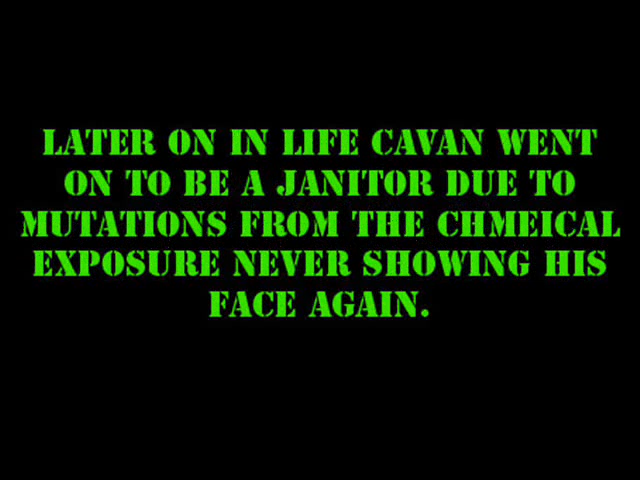 LATER ON IN LIFE CAVAN WENT
ON TO BE A JANITOR DUE TO
MUTATIONS FROM THE CHMEICAL
EXPOSURE NEVER SHOWING HIS
FACE AGAIN.